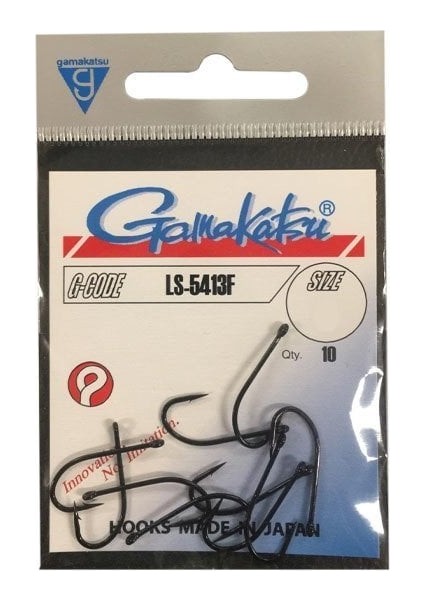 gamakatsu
G
Gamakatsu®
G-CODE LS-5413F SIZE
Qty. 10
Innovation
No Imitation.
HOOKS MADE IN JAPAN